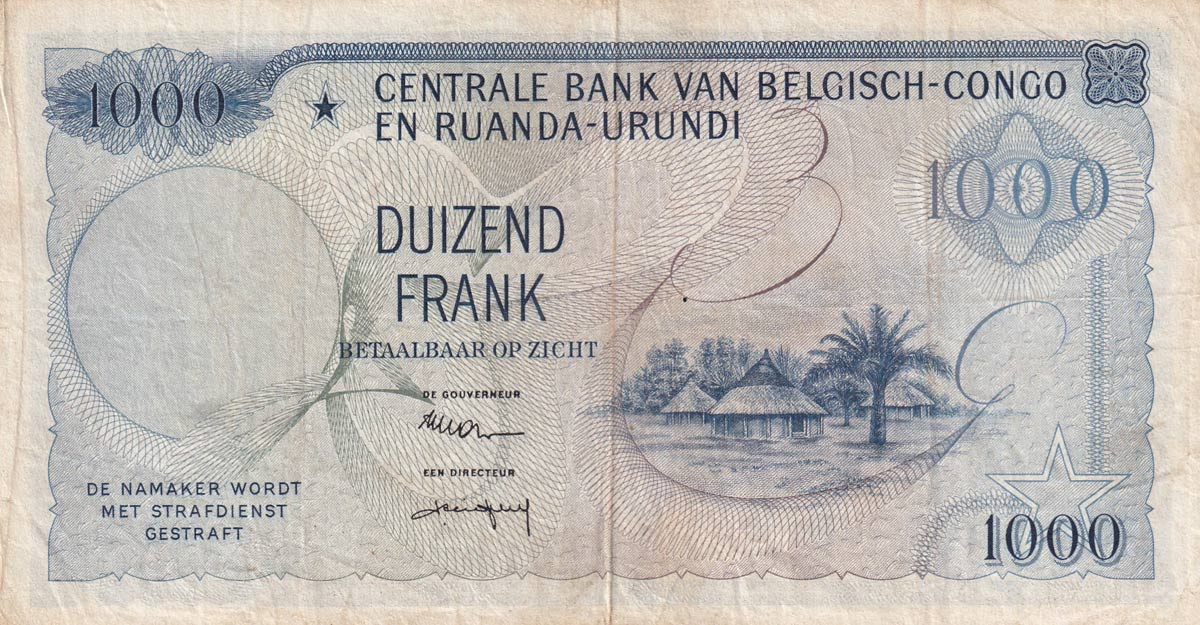 1000
CENTRALE BANK VAN BELGISCH-CONGO
EN RUANDA-URUNDI
1000
DUIZEND
FRANK
BETAALBAAR OP ZICHT
DE GOUVERNEUR
EEN DIRECTEUR
DE NAMAKER WORDT
MET STRAFDIENST
GESTRAFT
1000